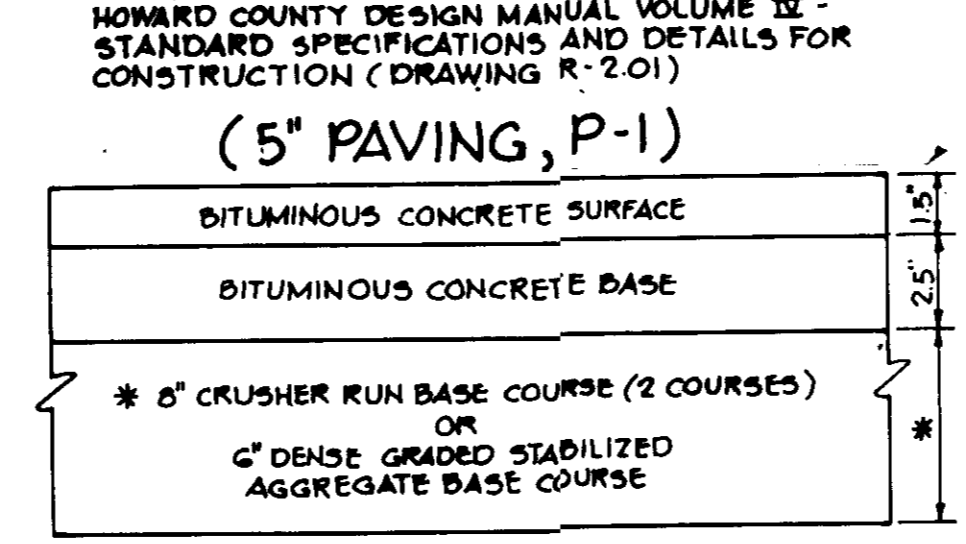 HOWARD COUNTY DESIGN MANUAL VOLUME IV -
STANDARD SPECIFICATIONS AND DETAILS FOR
CONSTRUCTION (DRAWING R-2.01)
(5" PAVING, P-1)
BITUMINOUS CONCRETE SURFACE
1.5"
BITUMINOUS CONCRETE BASE
2.5"
* 8" CRUSHER RUN BASE COURSE (2 COURSES)
OR
6" DENSE GRADED STABILIZED
AGGREGATE BASE COURSE
*